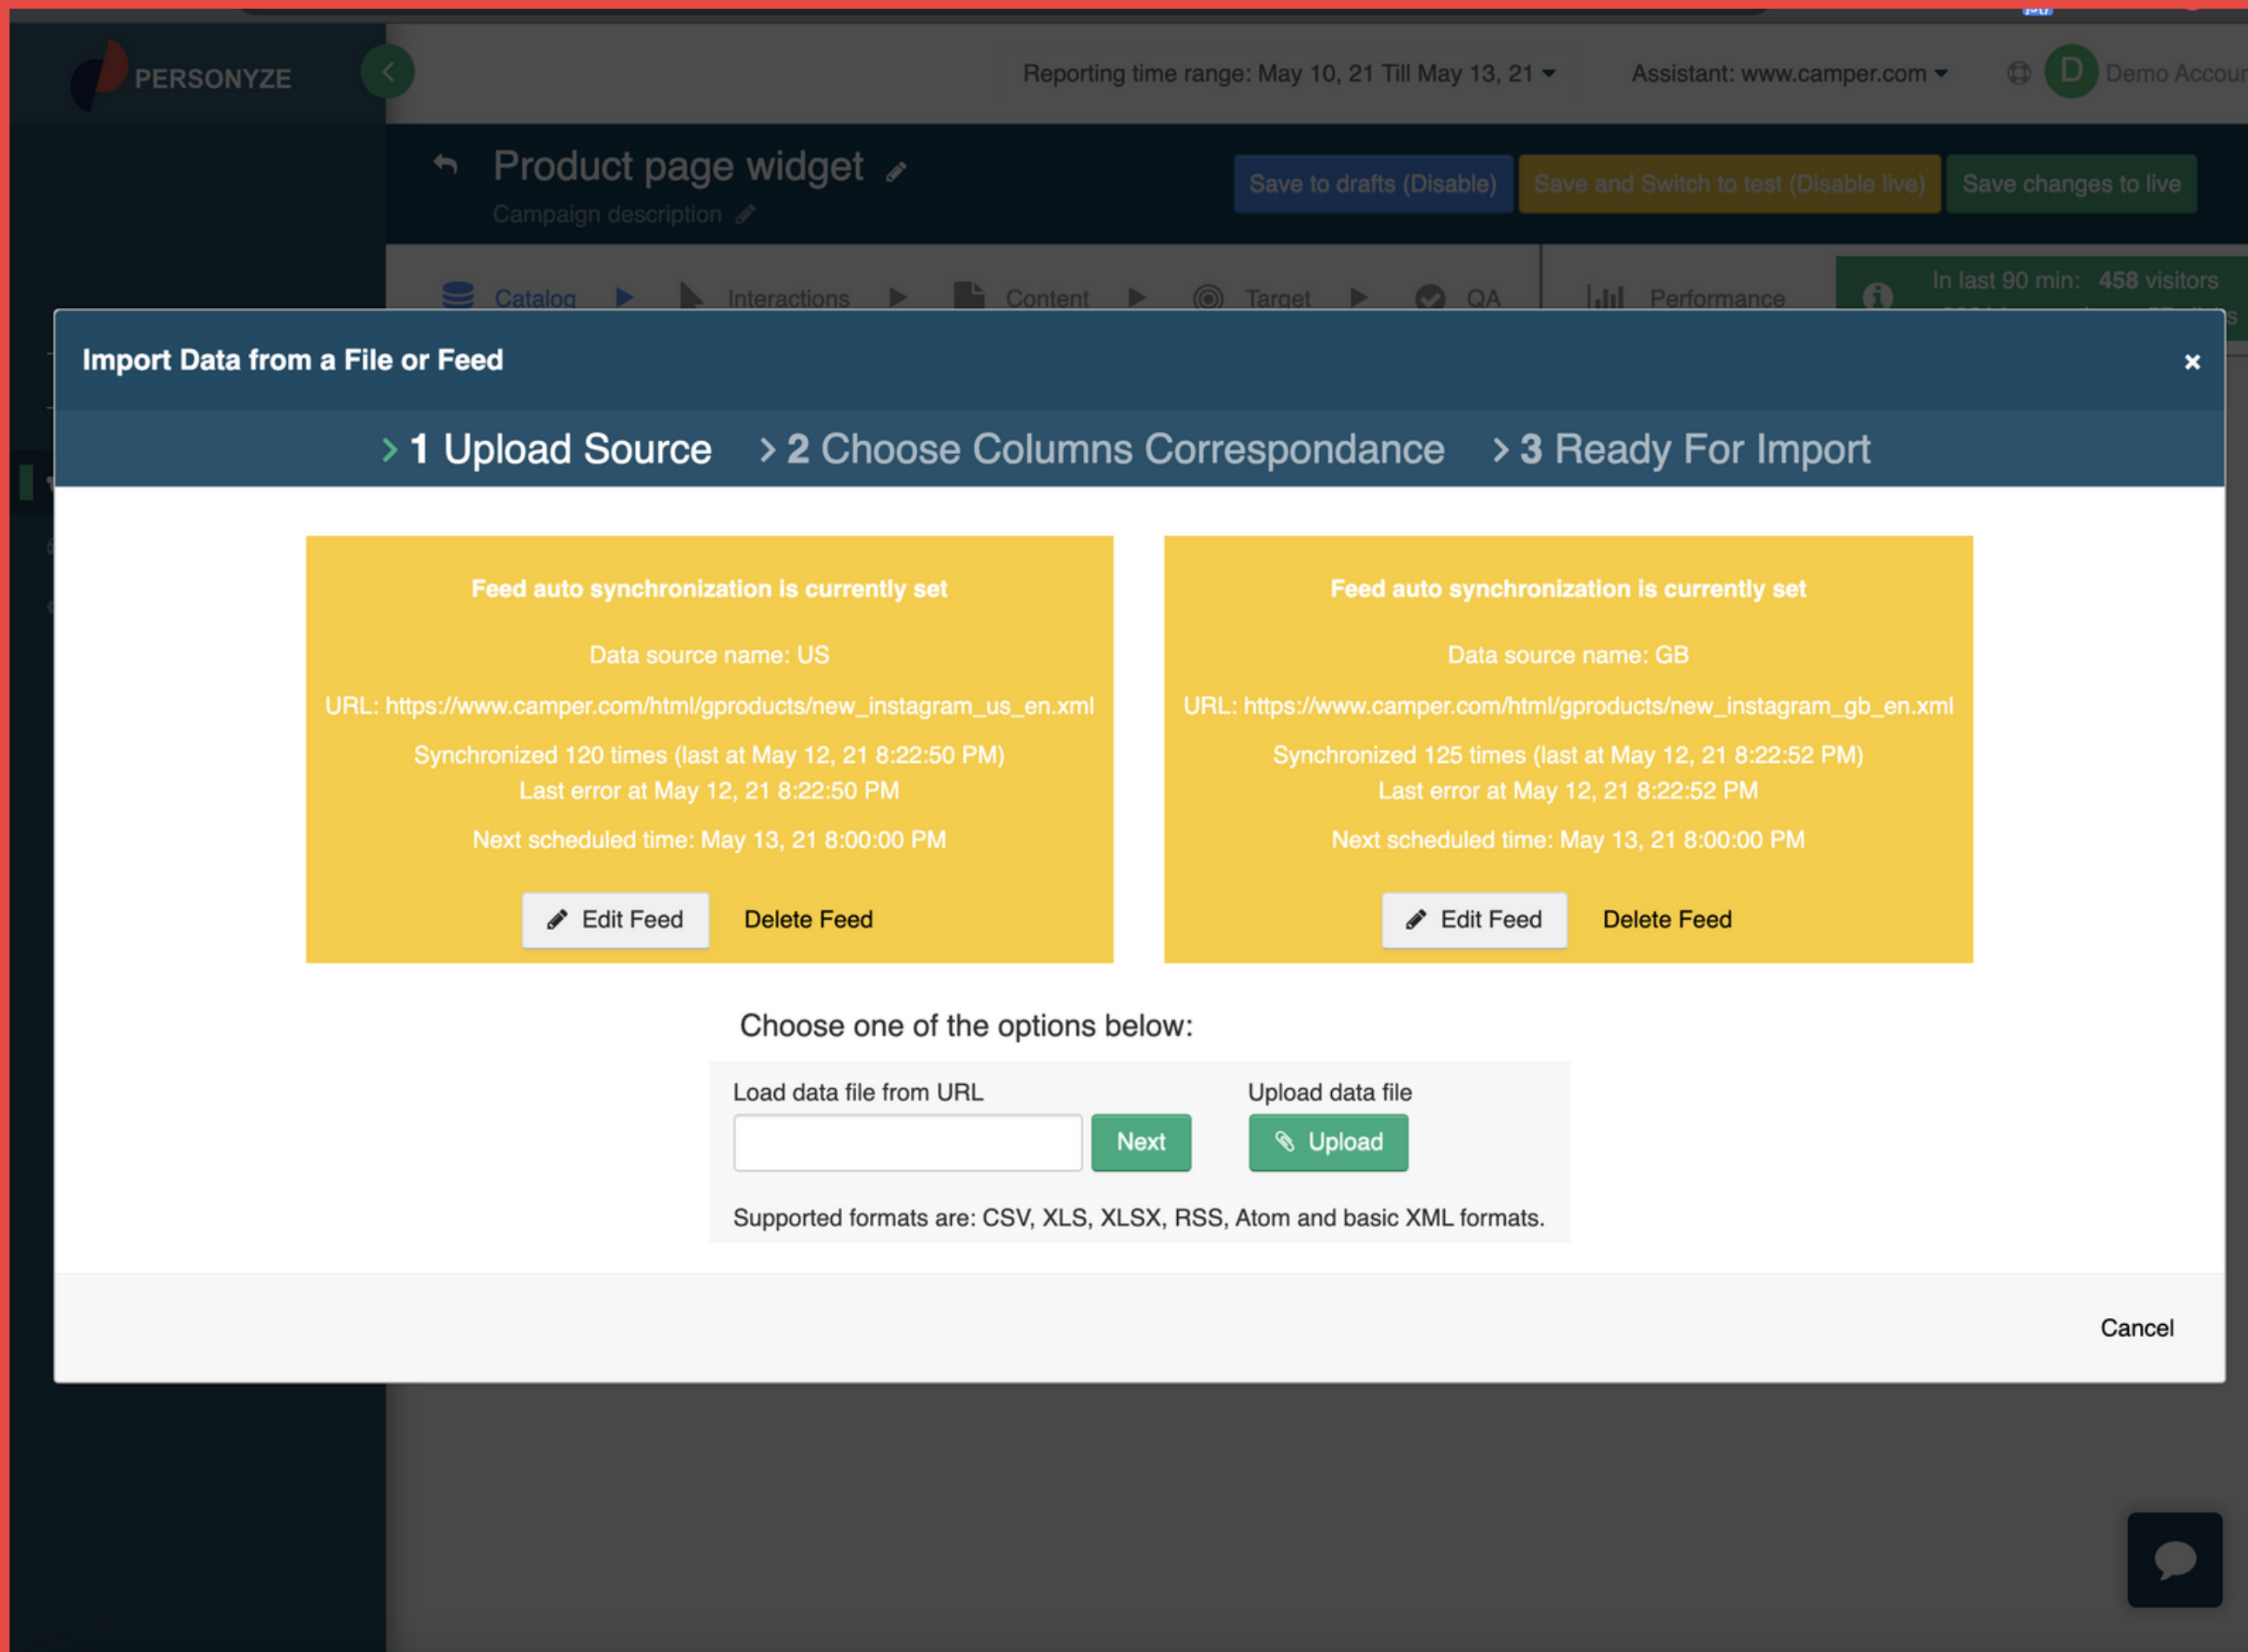 PERSONYZE
Reporting time range: May 10, 21 Till May 13, 21
Assistant: www.camper.com
D
Demo Accoun
Product page widget
Campaign description
Save to drafts (Disable)
Save and Switch to test (Disable live)
Save changes to live
Catalog
Interactions
Content
Target
QA
Performance
In last 90 min: 458 visitors
Import Data from a File or Feed
1 Upload Source
2 Choose Columns Correspondance
3 Ready For Import
Feed auto synchronization is currently set
Data source name: US
URL: https://www.camper.com/html/gproducts/new_instagram_us_en.xml
Synchronized 120 times (last at May 12, 21 8:22:50 PM)
Last error at May 12, 21 8:22:50 PM
Next scheduled time: May 13, 21 8:00:00 PM
Edit Feed
Delete Feed
Feed auto synchronization is currently set
Data source name: GB
URL: https://www.camper.com/html/gproducts/new_instagram_gb_en.xml
Synchronized 125 times (last at May 12, 21 8:22:52 PM)
Last error at May 12, 21 8:22:52 PM
Next scheduled time: May 13, 21 8:00:00 PM
Edit Feed
Delete Feed
Choose one of the options below:
Load data file from URL
Next
Upload data file
Upload
Supported formats are: CSV, XLS, XLSX, RSS, Atom and basic XML formats.
Cancel